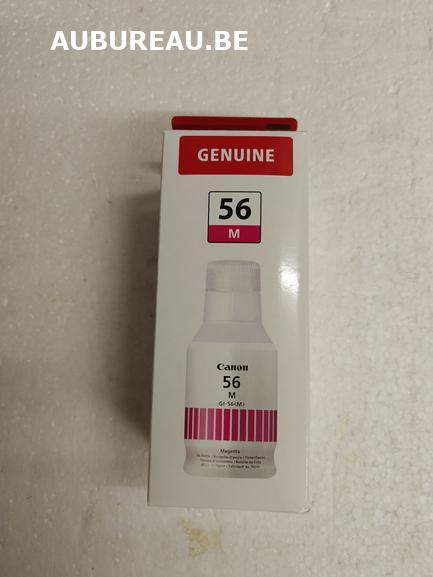 AUBUREAU.BE
GENUINE
56
M
Canon
56
M
GI-56(M)
Magenta